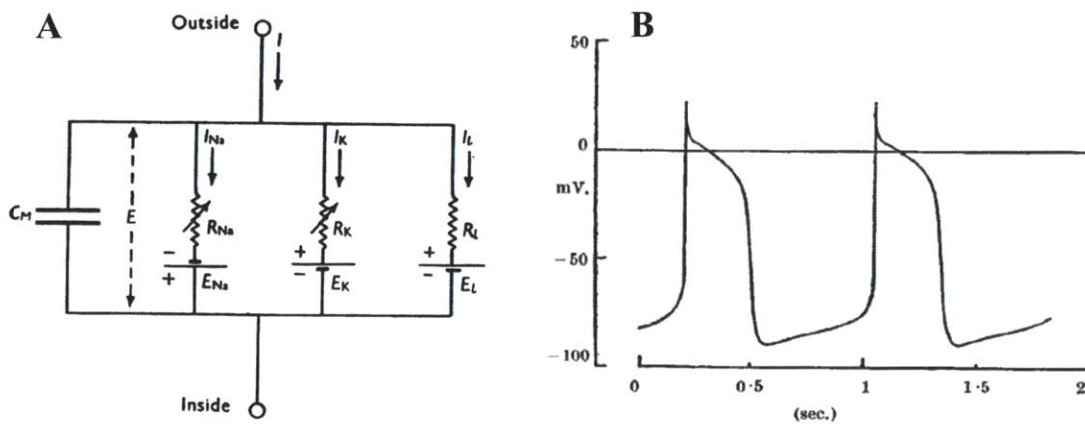 A
Outside
I
I_Na I_K I_L
C_M E R_Na R_K R_L
− + +
+ E_Na − E_K − E_L
Inside
B
50
0
mV.
−50
−100
0 0·5 1 1·5 2
(sec.)